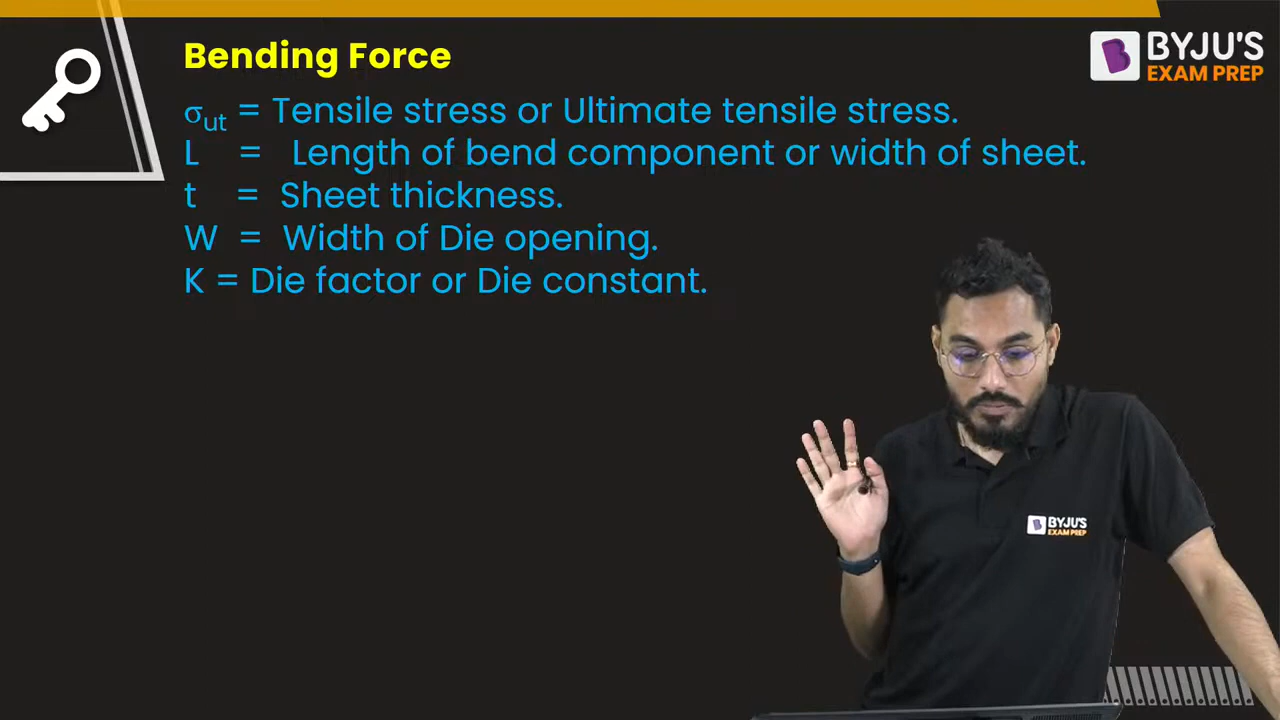 Bending Force
BYJU'S
EXAM PREP
σut = Tensile stress or Ultimate tensile stress.
L = Length of bend component or width of sheet.
t = Sheet thickness.
W = Width of Die opening.
K = Die factor or Die constant.
BYJU'S
EXAM PREP